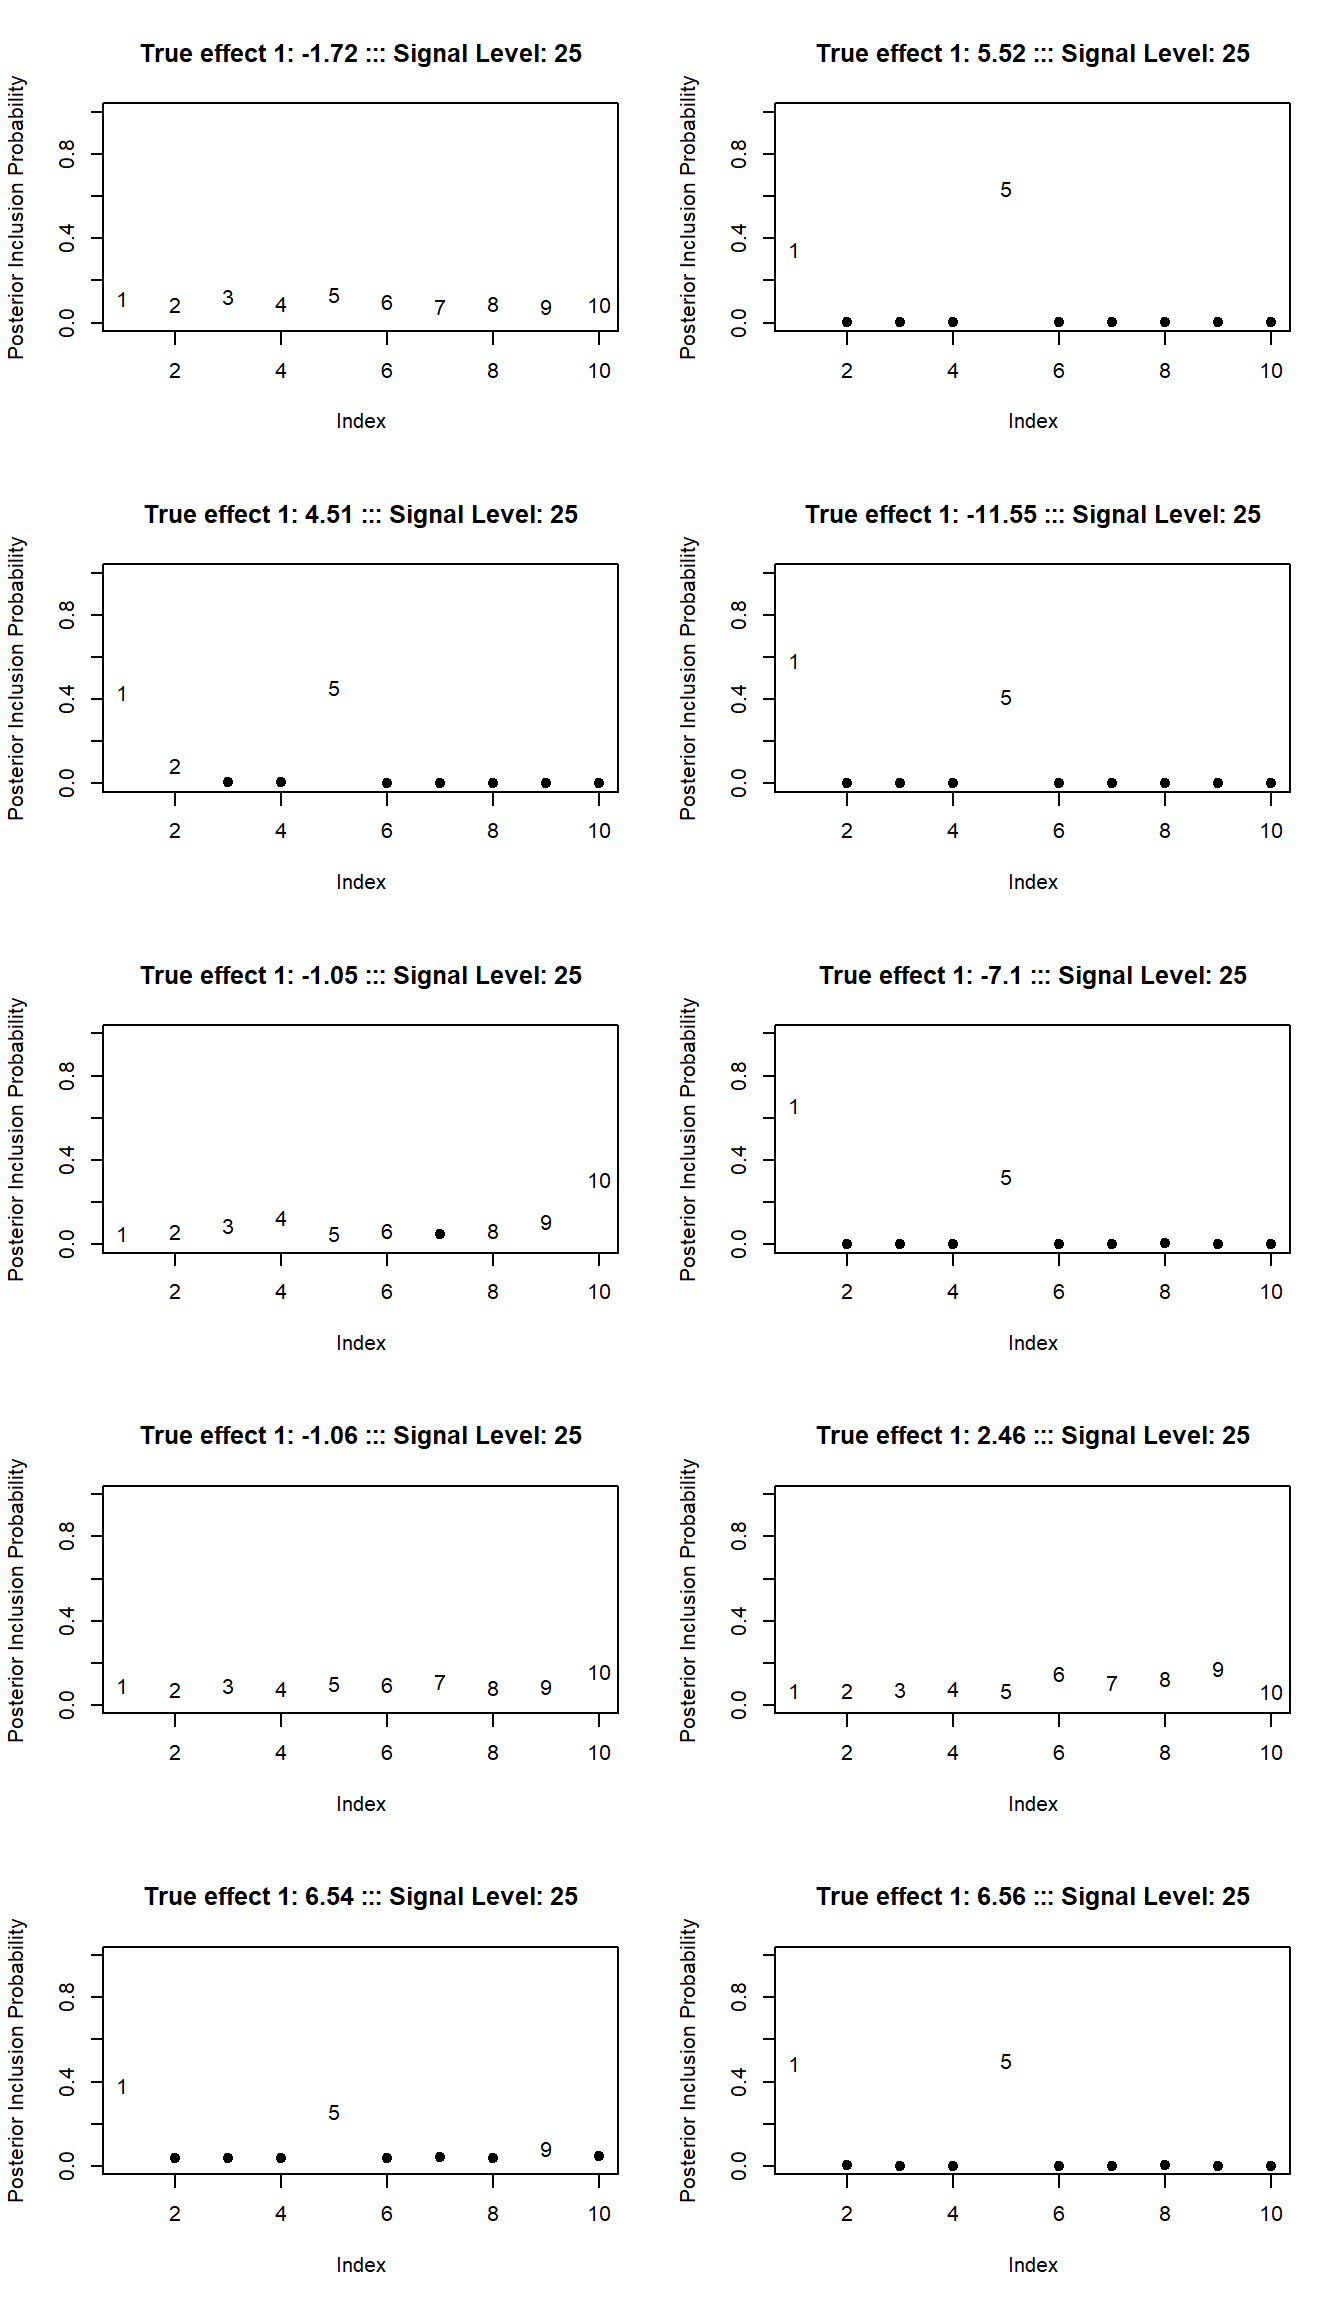 True effect 1: -1.72 ::: Signal Level: 25
Posterior Inclusion Probability
0.8
0.4
0.0
1 2 3 4 5 6 7 8 9 10
2 4 6 8 10
Index
True effect 1: 5.52 ::: Signal Level: 25
Posterior Inclusion Probability
0.8
0.4
0.0
5
1
2 4 6 8 10
Index
True effect 1: 4.51 ::: Signal Level: 25
Posterior Inclusion Probability
0.8
0.4
0.0
1 5
2
2 4 6 8 10
Index
True effect 1: -11.55 ::: Signal Level: 25
Posterior Inclusion Probability
0.8
0.4
0.0
1
5
2 4 6 8 10
Index
True effect 1: -1.05 ::: Signal Level: 25
Posterior Inclusion Probability
0.8
0.4
0.0
1 2 3 4 5 6 8 9 10
2 4 6 8 10
Index
True effect 1: -7.1 ::: Signal Level: 25
Posterior Inclusion Probability
0.8
0.4
0.0
1
5
2 4 6 8 10
Index
True effect 1: -1.06 ::: Signal Level: 25
Posterior Inclusion Probability
0.8
0.4
0.0
1 2 3 4 5 6 7 8 9 10
2 4 6 8 10
Index
True effect 1: 2.46 ::: Signal Level: 25
Posterior Inclusion Probability
0.8
0.4
0.0
1 2 3 4 5 6 7 8 9 10
2 4 6 8 10
Index
True effect 1: 6.54 ::: Signal Level: 25
Posterior Inclusion Probability
0.8
0.4
0.0
1
5
9
2 4 6 8 10
Index
True effect 1: 6.56 ::: Signal Level: 25
Posterior Inclusion Probability
0.8
0.4
0.0
1 5
2 4 6 8 10
Index